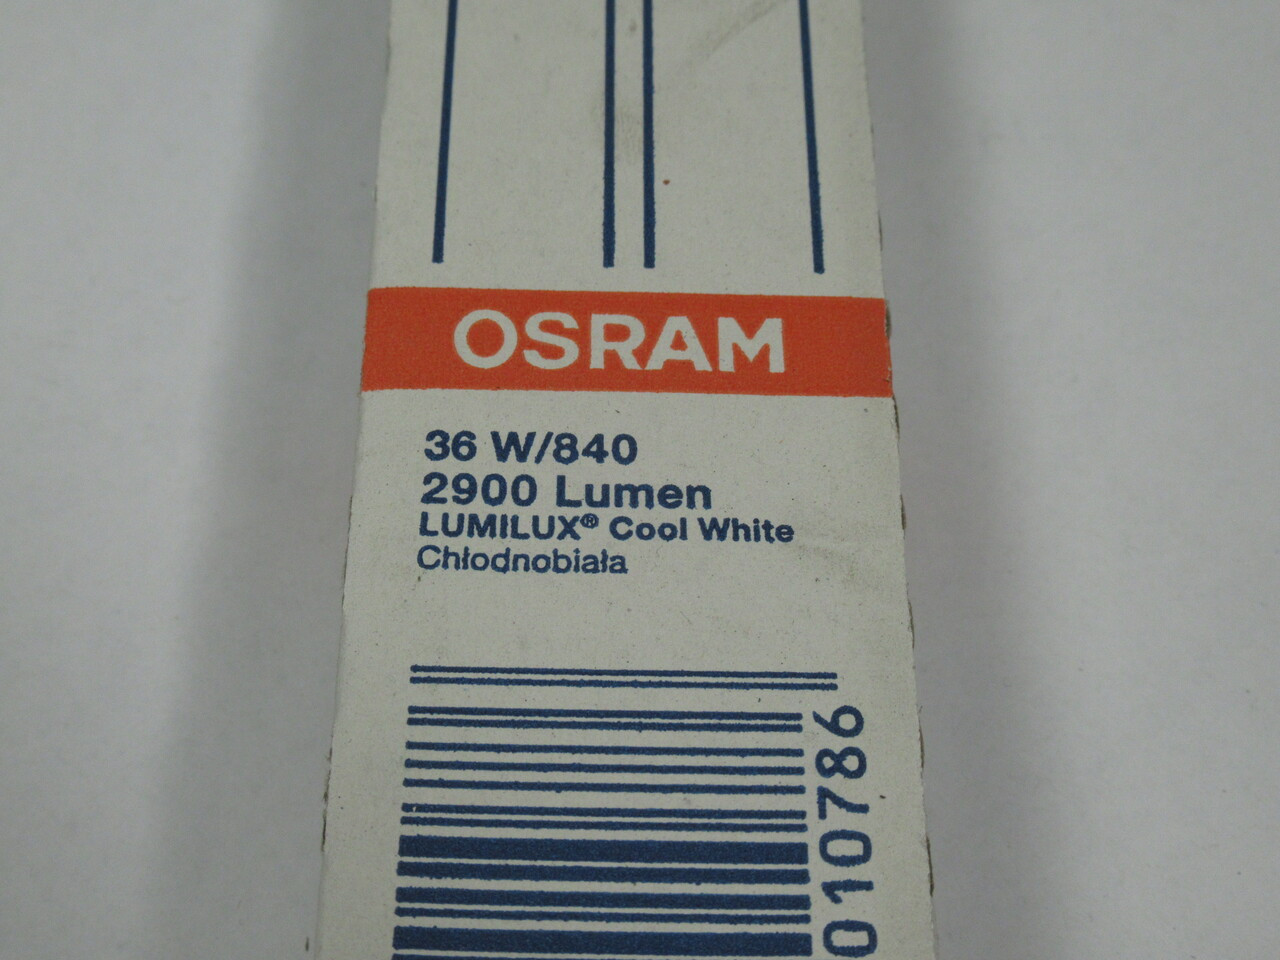 OSRAM
36 W/840
2900 Lumen
LUMILUX® Cool White
Chłodnobiała
010786